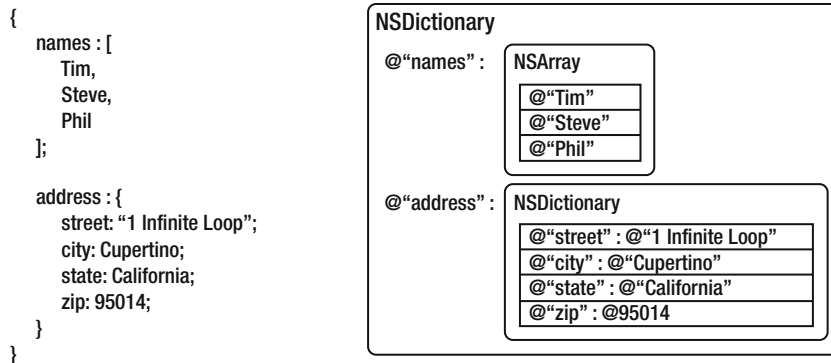 {
names : [
Tim,
Steve,
Phil
];
address : {
street: “1 Infinite Loop”;
city: Cupertino;
state: California;
zip: 95014;
}
}
NSDictionary
@“names” :
NSArray
@“Tim”
@“Steve”
@“Phil”
@“address” :
NSDictionary
@“street” : @“1 Infinite Loop”
@“city” : @“Cupertino”
@“state” : @“California”
@“zip” : @95014